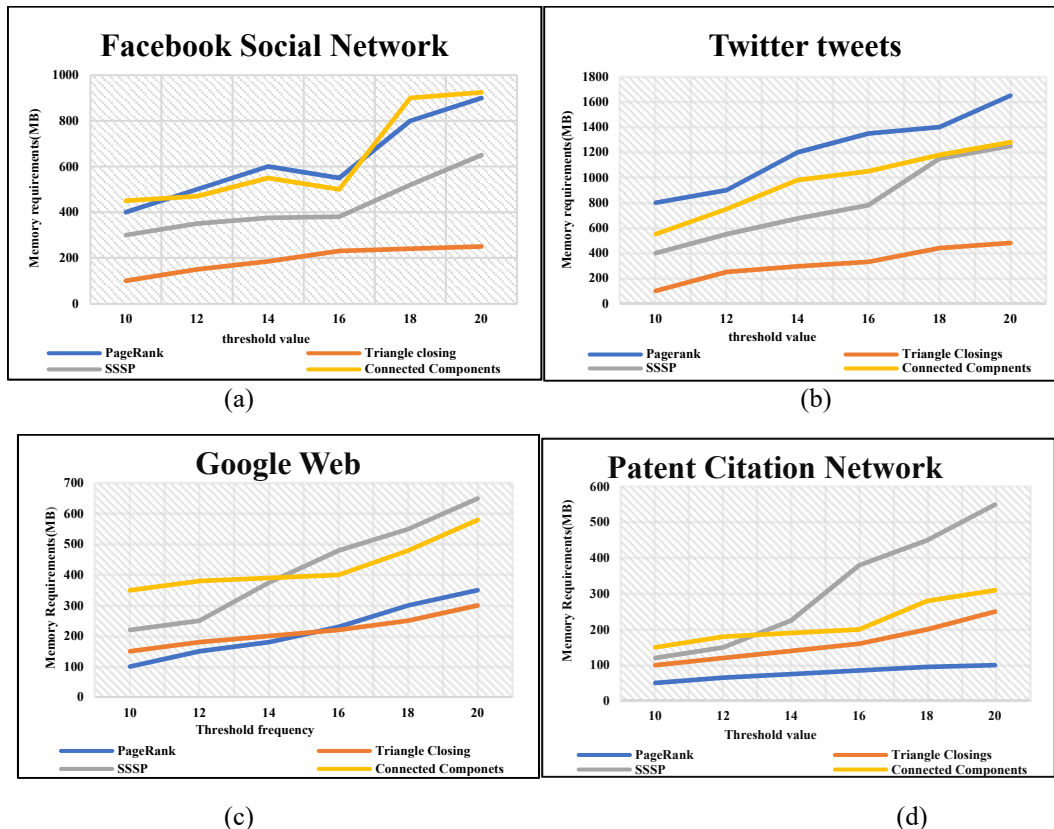 Facebook Social Network
1000
800
600
400
200
0
Memory requirements(MB)
10 12 14 16 18 20
threshold value
PageRank Triangle closing
SSSP Connected Components
(a)
Twitter tweets
1800
1600
1400
1200
1000
800
600
400
200
0
Memory requirements(MB)
10 12 14 16 18 20
threshold value
Pagerank Triangle Closings
SSSP Connected Compnents
(b)
Google Web
700
600
500
400
300
200
100
0
Memory Requirements(MB)
10 12 14 16 18 20
Threshold frequency
PageRank Triangle Closing
SSSP Connected Componets
(c)
Patent Citation Network
600
500
400
300
200
100
0
Memory Requirements(MB)
10 12 14 16 18 20
Threshold value
PageRank Triangle Closings
SSSP Connected Components
(d)